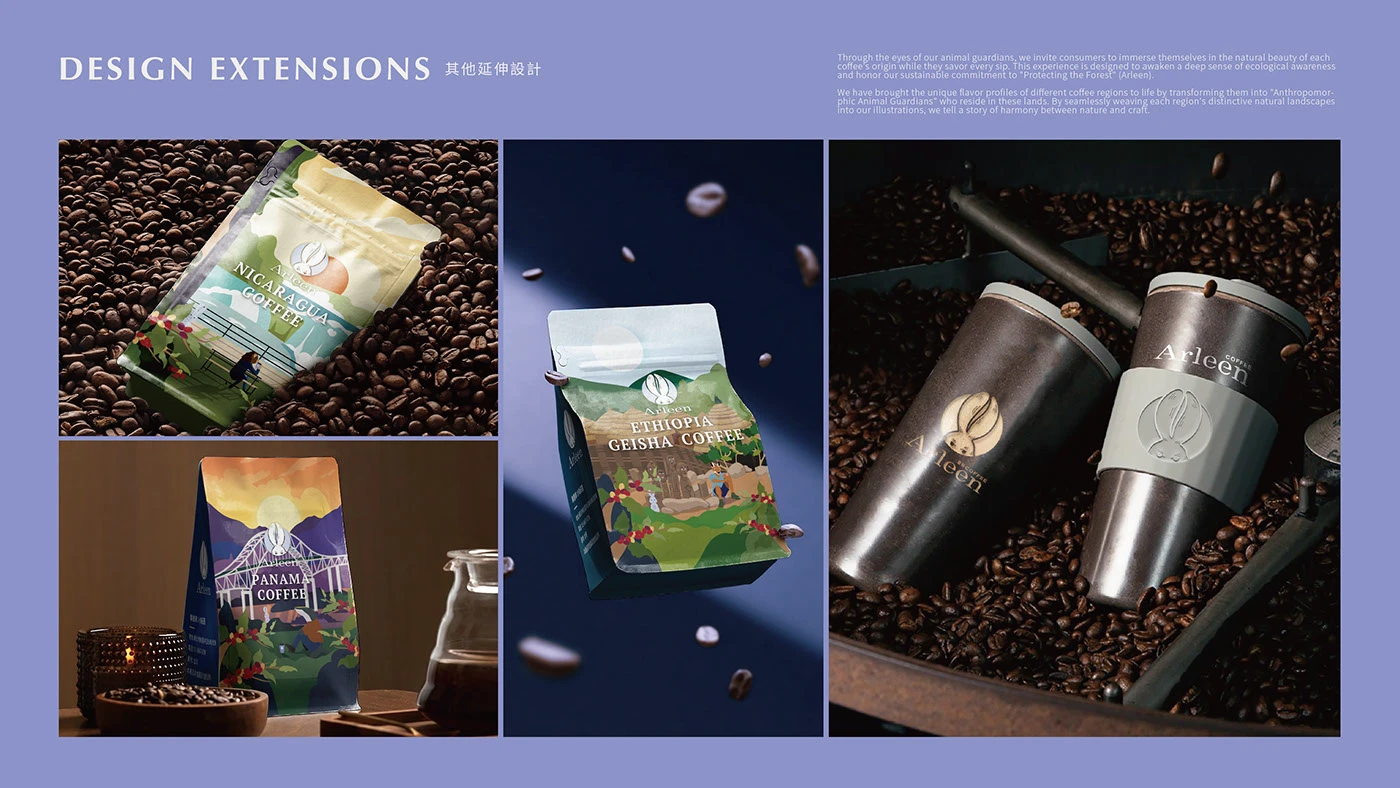 DESIGN EXTENSIONS 其他延伸設計
Through the eyes of our animal guardians, we invite consumers to immerse themselves in the natural beauty of each
coffee's origin while they savor every sip. This experience is designed to awaken a deep sense of ecological awareness
and honor our sustainable commitment to "Protecting the Forest" (Arleen).
We have brought the unique flavor profiles of different coffee regions to life by transforming them into "Anthropomor-
phic Animal Guardians" who reside in these lands. By seamlessly weaving each region's distinctive natural landscapes
into our illustrations, we tell a story of harmony between nature and craft.
Arleen
NICARAGUA
COFFEE
Arleen
PANAMA
COFFEE
Arleen
Arleen
ETHIOPIA
GEISHA COFFEE
Arleen
Arleen
COFFEE
Arleen